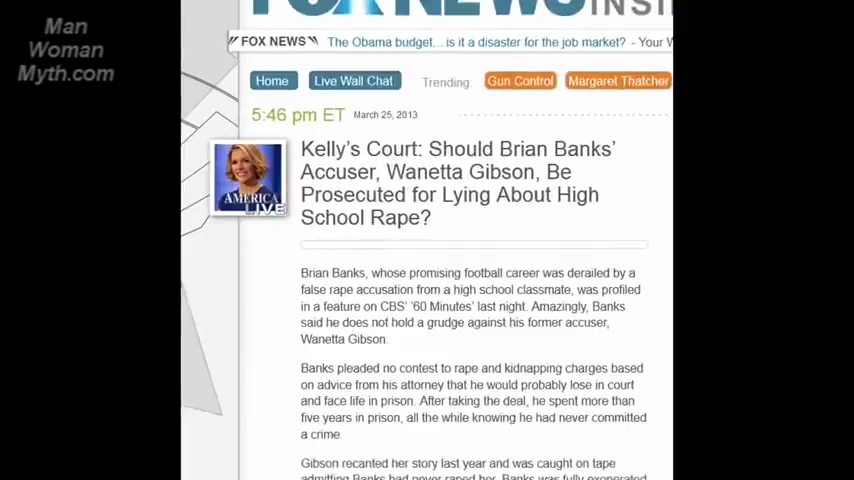 Man
Woman
Myth.com
FOX NEWS INSI
FOX NEWS The Obama budget... is it a disaster for the job market? - Your W
Home Live Wall Chat Trending: Gun Control Margaret Thatcher
5:46 pm ET March 25, 2013
AMERICA
LIVE
Kelly's Court: Should Brian Banks'
Accuser, Wanetta Gibson, Be
Prosecuted for Lying About High
School Rape?
Brian Banks, whose promising football career was derailed by a
false rape accusation from a high school classmate, was profiled
in a feature on CBS' '60 Minutes' last night. Amazingly, Banks
said he does not hold a grudge against his former accuser,
Wanetta Gibson.
Banks pleaded no contest to rape and kidnapping charges based
on advice from his attorney that he would probably lose in court
and face life in prison. After taking the deal, he spent more than
five years in prison, all the while knowing he had never committed
a crime.
Gibson recanted her story last year and was caught on tape
admitting Banks had never raped her. Banks was fully exonerated